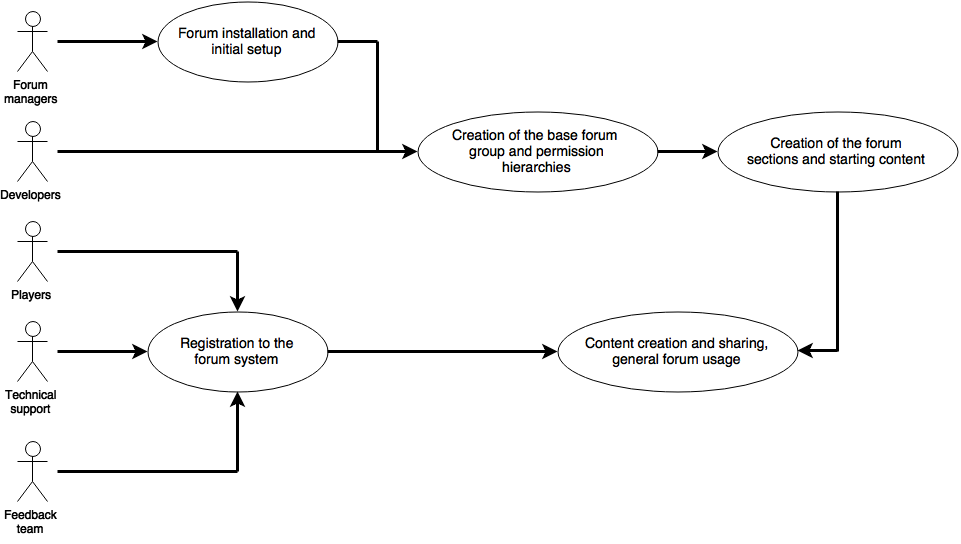 Forum installation and
initial setup
Forum
managers
Creation of the base forum
group and permission
hierarchies
Creation of the forum
sections and starting content
Developers
Players
Registration to the
forum system
Content creation and sharing,
general forum usage
Technical
support
Feedback
team